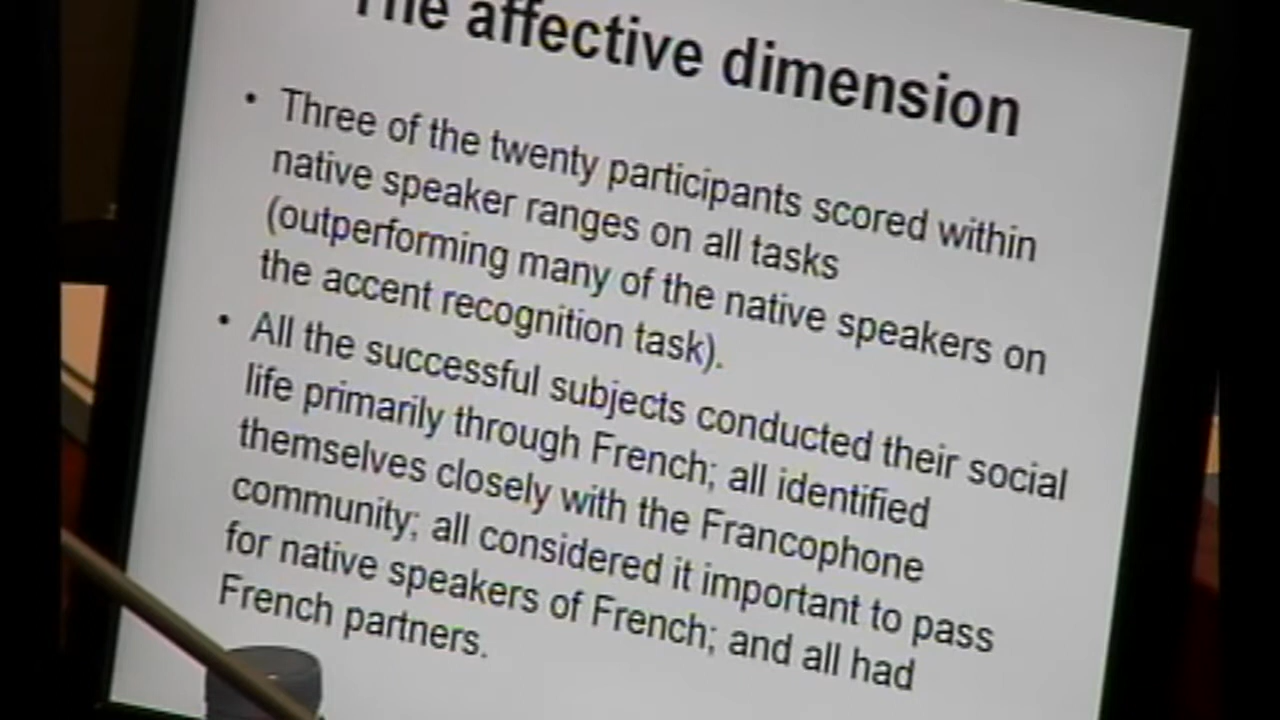 The affective dimension
• Three of the twenty participants scored within
native speaker ranges on all tasks
(outperforming many of the native speakers on
the accent recognition task).
• All the successful subjects conducted their social
life primarily through French; all identified
themselves closely with the Francophone
community; all considered it important to pass
for native speakers of French; and all had
French partners.